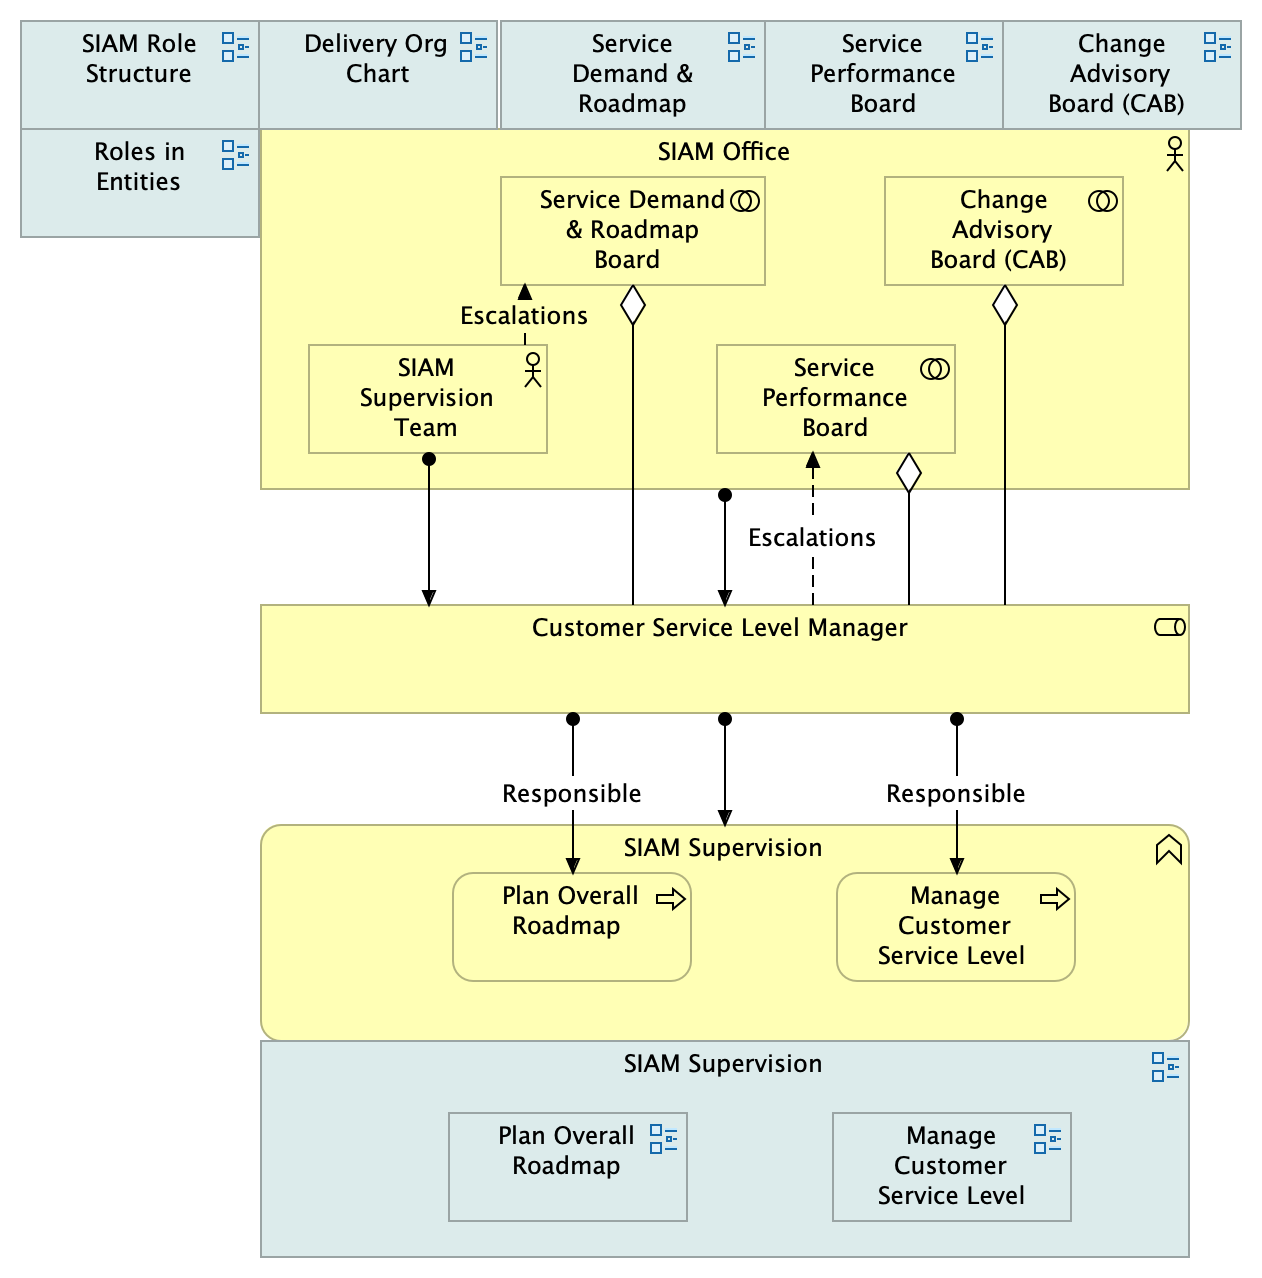 SIAM Role
Structure
Delivery Org
Chart
Service
Demand &
Roadmap
Service
Performance
Board
Change
Advisory
Board (CAB)
Roles in
Entities
SIAM Office
Service Demand
& Roadmap
Board
Change
Advisory
Board (CAB)
Escalations
SIAM
Supervision
Team
Service
Performance
Board
Escalations
Customer Service Level Manager
Responsible
Responsible
SIAM Supervision
Plan Overall
Roadmap
Manage
Customer
Service Level
SIAM Supervision
Plan Overall
Roadmap
Manage
Customer
Service Level